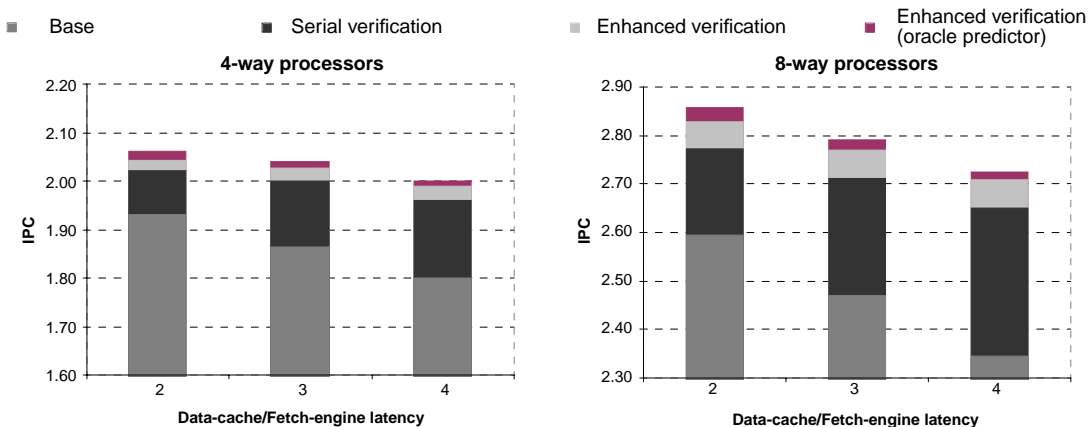 Base
Serial verification
Enhanced verification
Enhanced verification
(oracle predictor)
4-way processors
2.20
2.10
2.00
1.90
1.80
1.70
1.60
IPC
2
3
4
Data-cache/Fetch-engine latency
8-way processors
2.90
2.80
2.70
2.60
2.50
2.40
2.30
IPC
2
3
4
Data-cache/Fetch-engine latency